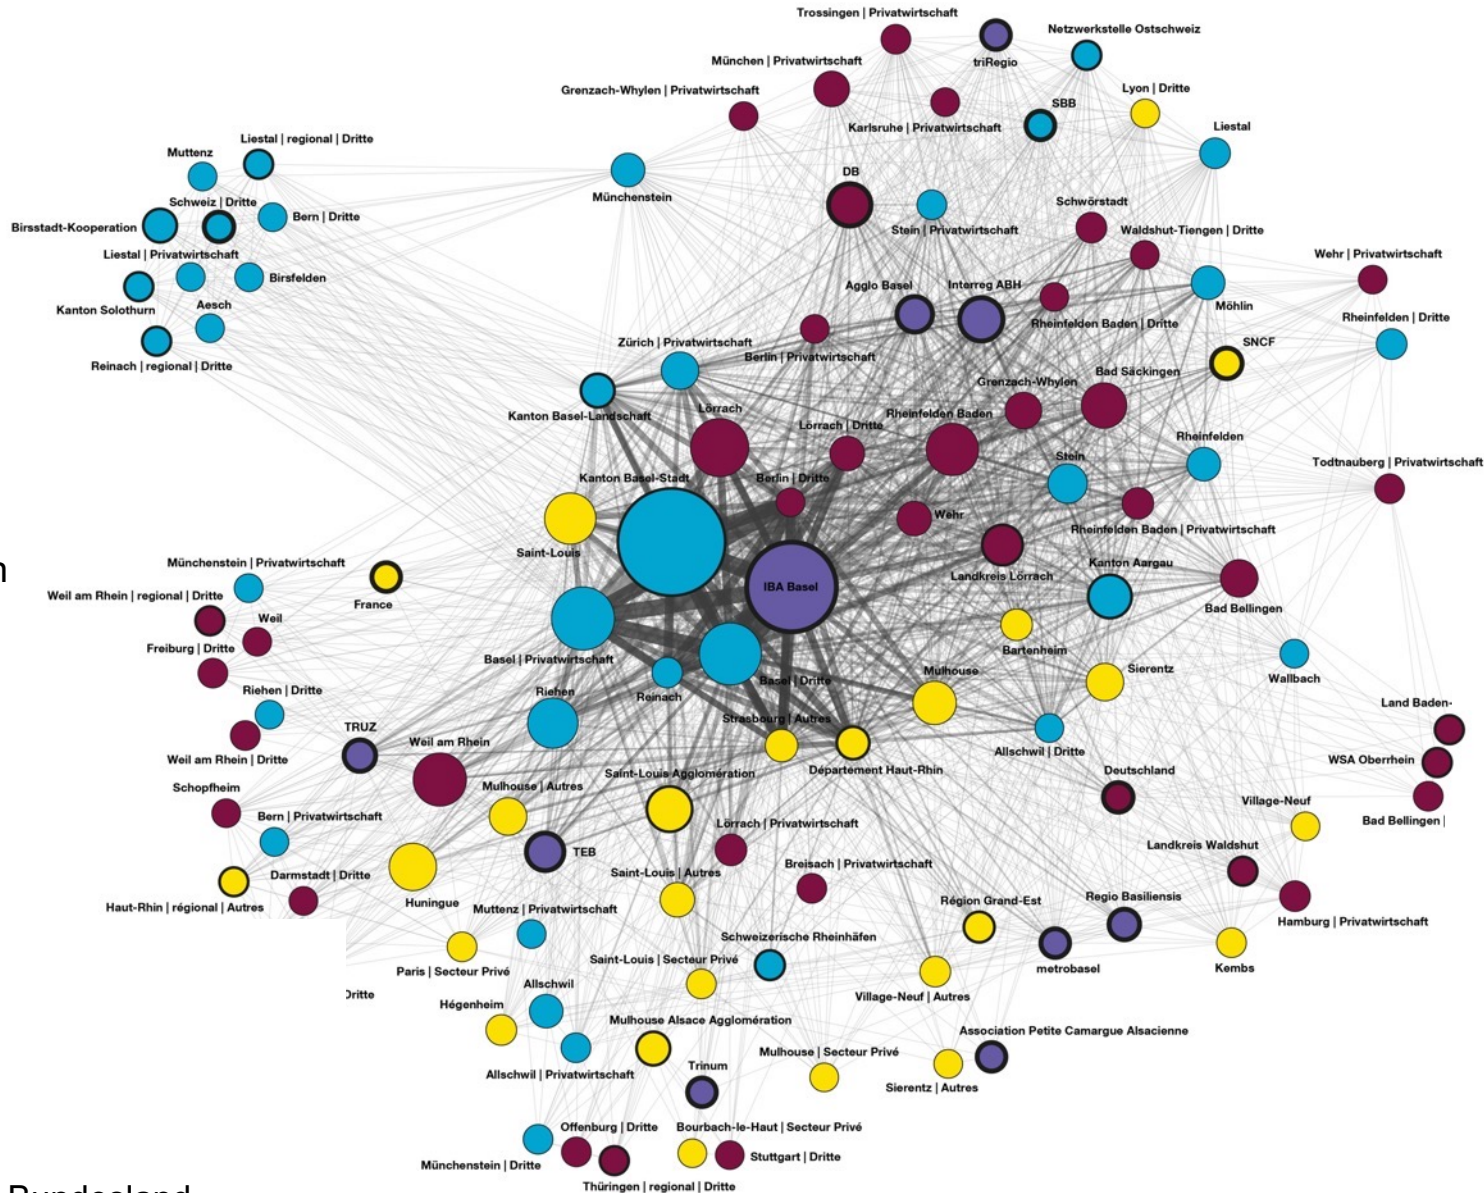 Trossingen | Privatwirtschaft
triRegio
Netzwerkstelle Ostschweiz
München | Privatwirtschaft
Grenzach-Whylen | Privatwirtschaft
Karlsruhe | Privatwirtschaft
SBB
Lyon | Dritte
Liestal
Liestal | regional | Dritte
Muttenz
Schweiz | Dritte
Birsstadt-Kooperation
Bern | Dritte
Liestal | Privatwirtschaft
Birsfelden
Kanton Solothurn
Aesch
Reinach | regional | Dritte
Münchenstein
DB
Stein | Privatwirtschaft
Schwörstadt
Waldshut-Tiengen | Dritte
Wehr | Privatwirtschaft
Agglo Basel
Interreg ABH
Möhlin
Rheinfelden Baden | Dritte
Rheinfelden | Dritte
Zürich | Privatwirtschaft
Berlin | Privatwirtschaft
SNCF
Grenzach-Whylen
Bad Säckingen
Kanton Basel-Landschaft
Lörrach
Lörrach | Dritte
Rheinfelden Baden
Rheinfelden
Stein
Todtnauberg | Privatwirtschaft
Kanton Basel-Stadt
Berlin | Dritte
Wehr
Rheinfelden Baden | Privatwirtschaft
Saint-Louis
Landkreis Lörrach
Kanton Aargau
Bad Bellingen
IBA Basel
n
Münchenstein | Privatwirtschaft
France
Weil am Rhein | regional | Dritte
Weil
Freiburg | Dritte
Riehen | Dritte
Weil am Rhein | Dritte
Basel | Privatwirtschaft
Reinach
Basel | Dritte
Bartenheim
Mulhouse
Sierentz
Wallbach
Riehen
Strasbourg | Autres
Allschwil | Dritte
Land Baden-
TRUZ
Weil am Rhein
Département Haut-Rhin
WSA Oberrhein
Schopfheim
Mulhouse | Autres
Saint-Louis Agglomération
Deutschland
Village-Neuf
Bad Bellingen |
Bern | Privatwirtschaft
TEB
Lörrach | Privatwirtschaft
Landkreis Waldshut
Darmstadt | Dritte
Saint-Louis | Autres
Breisach | Privatwirtschaft
Haut-Rhin | régional | Autres
Huningue
Muttenz | Privatwirtschaft
Région Grand-Est
Regio Basiliensis
Hamburg | Privatwirtschaft
Schweizerische Rheinhäfen
Paris | Secteur Privé
Saint-Louis | Secteur Privé
metrobasel
Kembs
Dritte
Allschwil
Village-Neuf | Autres
Hégenheim
Mulhouse Alsace Agglomération
Association Petite Camargue Alsacienne
Allschwil | Privatwirtschaft
Trinum
Mulhouse | Secteur Privé
Sierentz | Autres
Offenburg | Dritte
Bourbach-le-Haut | Secteur Privé
Münchenstein | Dritte
Stuttgart | Dritte
Thüringen | regional | Dritte
Bundesland